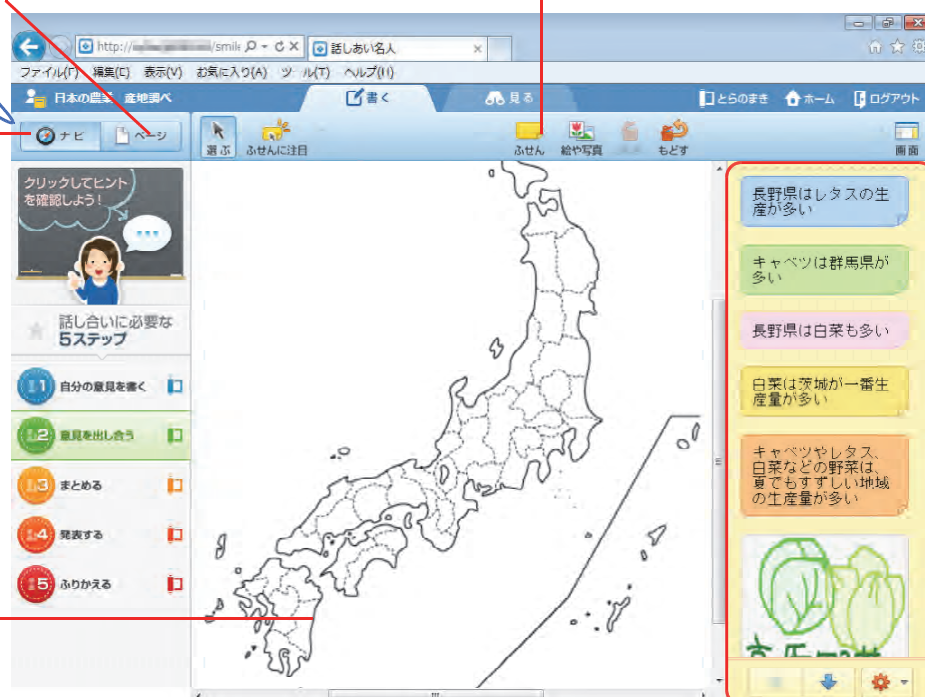 http:// /smile
話しあい名人
ファイル(F) 編集(E) 表示(V) お気に入り(A) ツール(T) ヘルプ(H)
日本の農業 産地調べ
書く
見る
とらのまき
ホーム
ログアウト
ナビ
ページ
選ぶ
ふせんに注目
ふせん
絵や写真
もどす
画面
クリックしてヒント
を確認しよう!
話し合いに必要な
5ステップ
1 自分の意見を書く
2 意見を出し合う
3 まとめる
4 発表する
5 ふりかえる
長野県はレタスの生
産が多い
キャベツは群馬県が
多い
長野県は白菜も多い
白菜は茨城が一番生
産量が多い
キャベツやレタス、
白菜などの野菜は、
夏でもすずしい地域
の生産量が多い